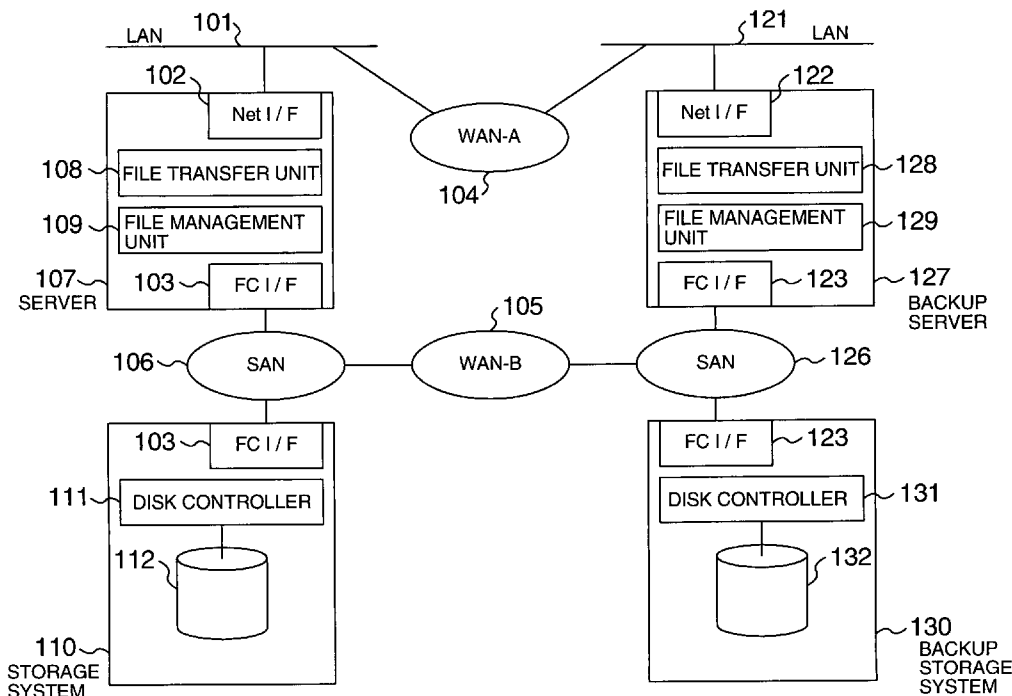 LAN
101
121
LAN
102
Net I / F
122
Net I / F
WAN-A
104
108
FILE TRANSFER UNIT
FILE TRANSFER UNIT
128
109
FILE MANAGEMENT
UNIT
FILE MANAGEMENT
UNIT
129
107
SERVER
103
FC I / F
FC I / F
123
127
BACKUP
SERVER
105
106
SAN
WAN-B
SAN
126
103
FC I / F
FC I / F
123
111
DISK CONTROLLER
DISK CONTROLLER
131
112
132
110
STORAGE
SYSTEM
130
BACKUP
STORAGE
SYSTEM